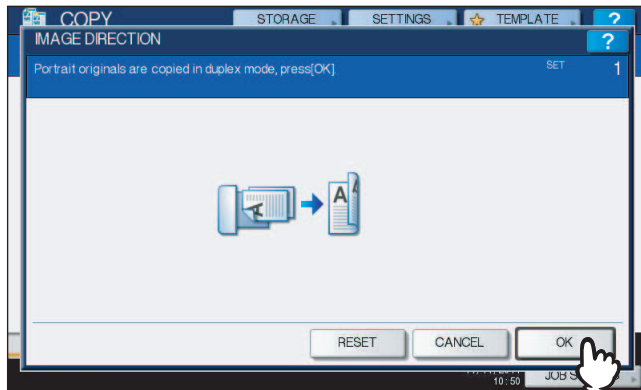 COPY
STORAGE
SETTINGS
TEMPLATE
?
IMAGE DIRECTION
?
Portrait originals are copied in duplex mode, press[OK].
SET
1
A
A
RESET
CANCEL
OK
10:50
JOB S